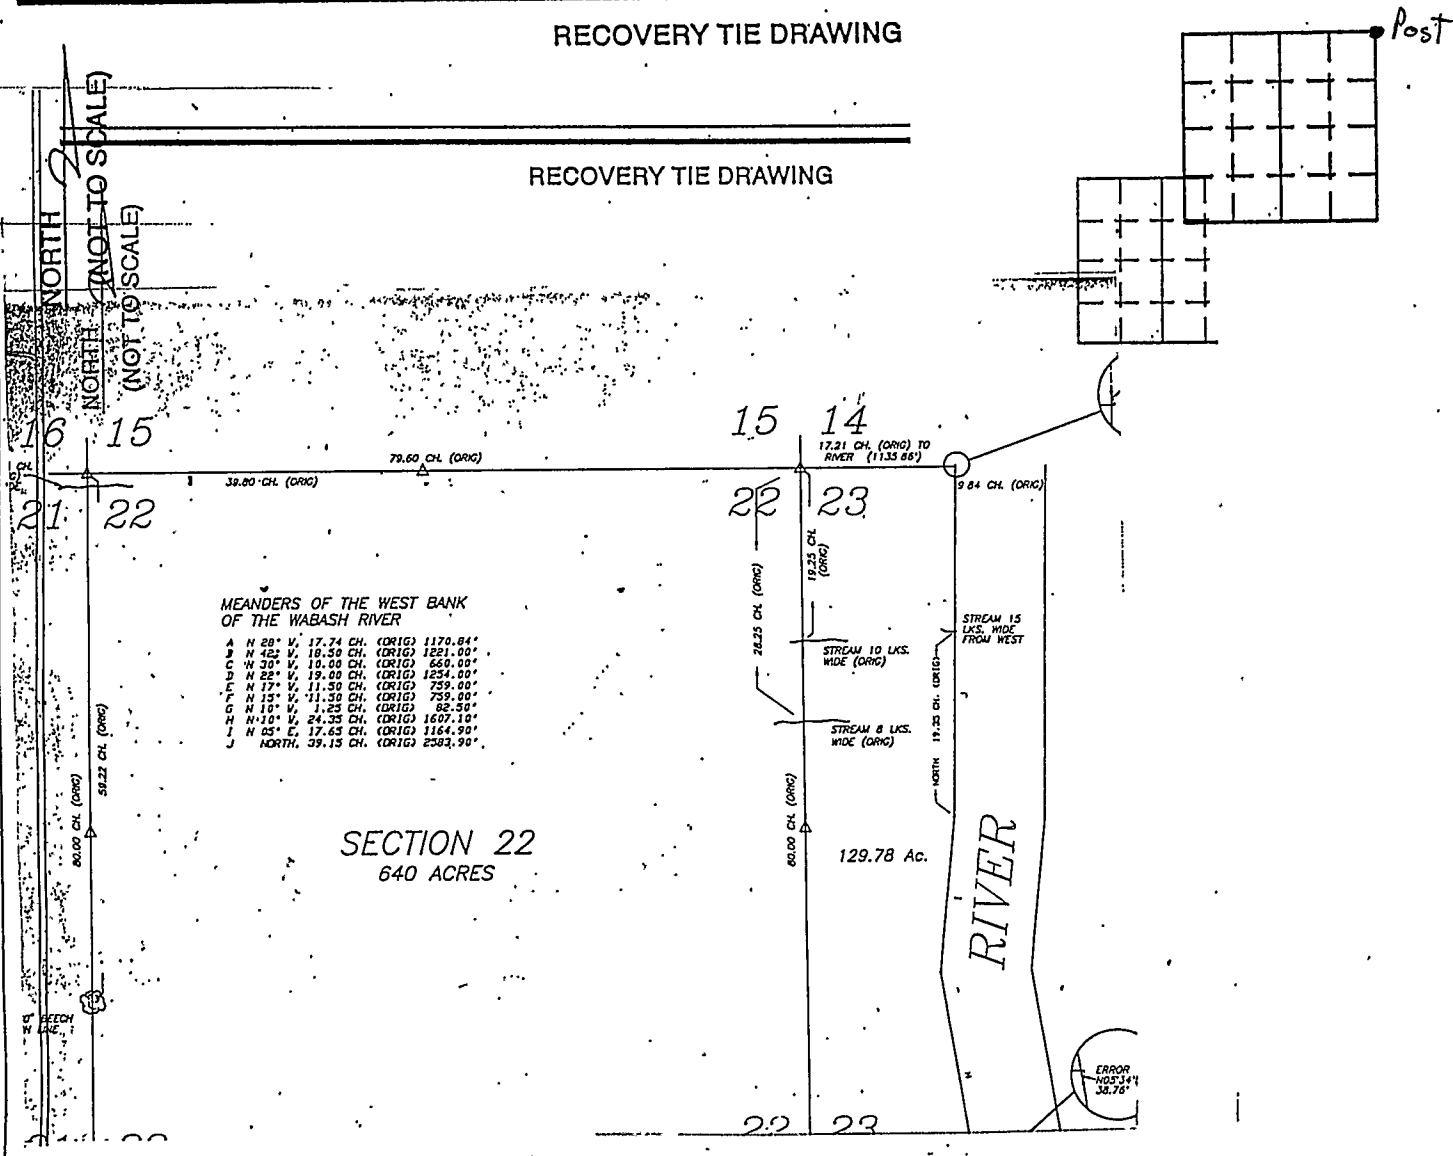 RECOVERY TIE DRAWING
Post
RECOVERY TIE DRAWING
NORTH
(NOT TO SCALE)
NORTH
(NOT TO SCALE)
16 15
15 14
79.60 CH. (ORIG)
17.21 CH. (ORIG) TO
RIVER (1135.86')
39.80 CH. (ORIG)
9.84 CH. (ORIG)
21 22
22 23
19.25 CH.
(ORIG)
28.25 CH. (ORIG)
MEANDERS OF THE WEST BANK
OF THE WABASH RIVER
A N 28° W, 17.74 CH. (ORIG) 1170.84'
B N 42° W, 18.50 CH. (ORIG) 1221.00'
C N 30° W, 10.00 CH. (ORIG) 660.00'
D N 22° W, 19.00 CH. (ORIG) 1254.00'
E N 17° W, 11.50 CH. (ORIG) 759.00'
F N 15° W, 11.50 CH. (ORIG) 759.00'
G N 10° W, 1.25 CH. (ORIG) 82.50'
H N 10° W, 24.35 CH. (ORIG) 1607.10'
I N 05° E, 17.65 CH. (ORIG) 1164.90'
J NORTH, 39.15 CH. (ORIG) 2583.90'
STREAM 15
LKS. WIDE
FROM WEST
STREAM 10 LKS.
WIDE (ORIG)
STREAM 8 LKS.
WIDE (ORIG)
NORTH 19.35 CH. (ORIG)
J
59.22 CH. (ORIG)
80.00 CH. (ORIG)
80.00 CH. (ORIG)
SECTION 22
640 ACRES
129.78 Ac.
I
RIVER
BEECH
LINE
H
ERROR
N05°34'
38.76'
22 23